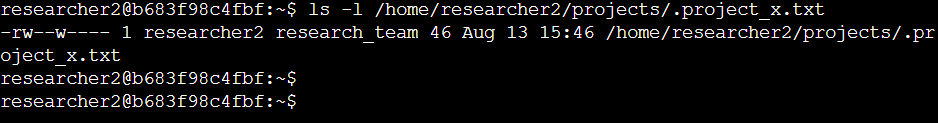 researcher2@b683f98c4fbf:~$ ls -l /home/researcher2/projects/.project_x.txt
-rw--w---- 1 researcher2 research_team 46 Aug 13 15:46 /home/researcher2/projects/.pr
oject_x.txt
researcher2@b683f98c4fbf:~$
researcher2@b683f98c4fbf:~$